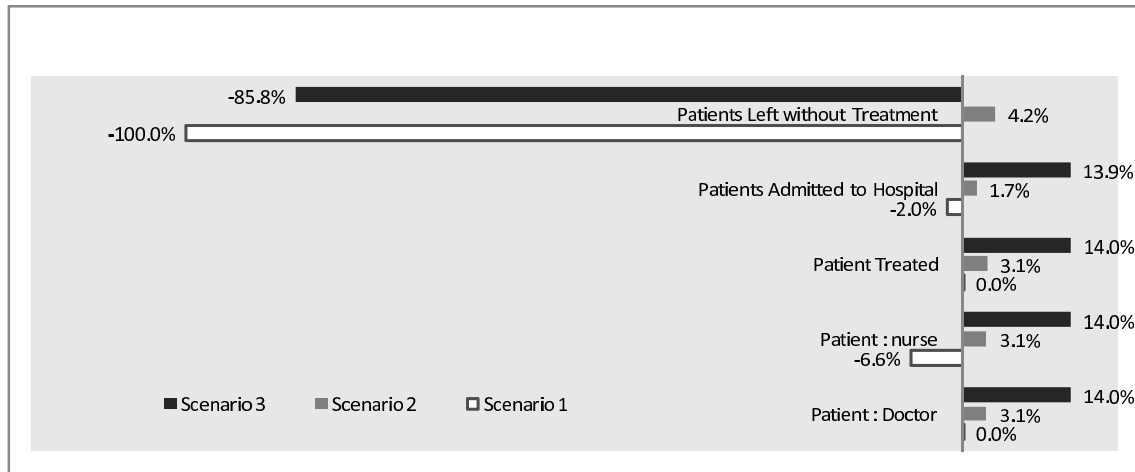 -85.8%
Patients Left without Treatment 4.2%
-100.0%
13.9%
Patients Admitted to Hospital 1.7%
-2.0%
14.0%
Patient Treated 3.1%
0.0%
14.0%
Patient : nurse 3.1%
-6.6%
14.0%
Scenario 3 Scenario 2 Scenario 1
Patient : Doctor 3.1%
0.0%